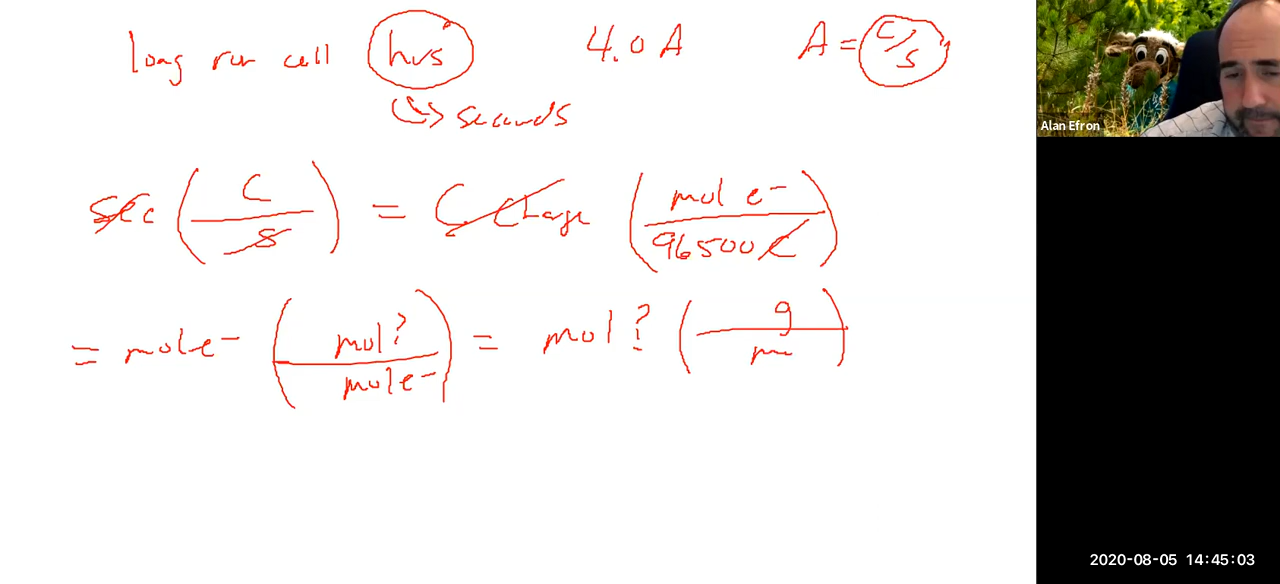 long run cell hrs 4.0 A A = C/s
↳ seconds
sec ( C / s ) = C charge ( mol e- / 96500 C )
= mol e- ( mol? / mol e- ) = mol ? ( g / m )
Alan Efron
2020-08-05 14:45:03